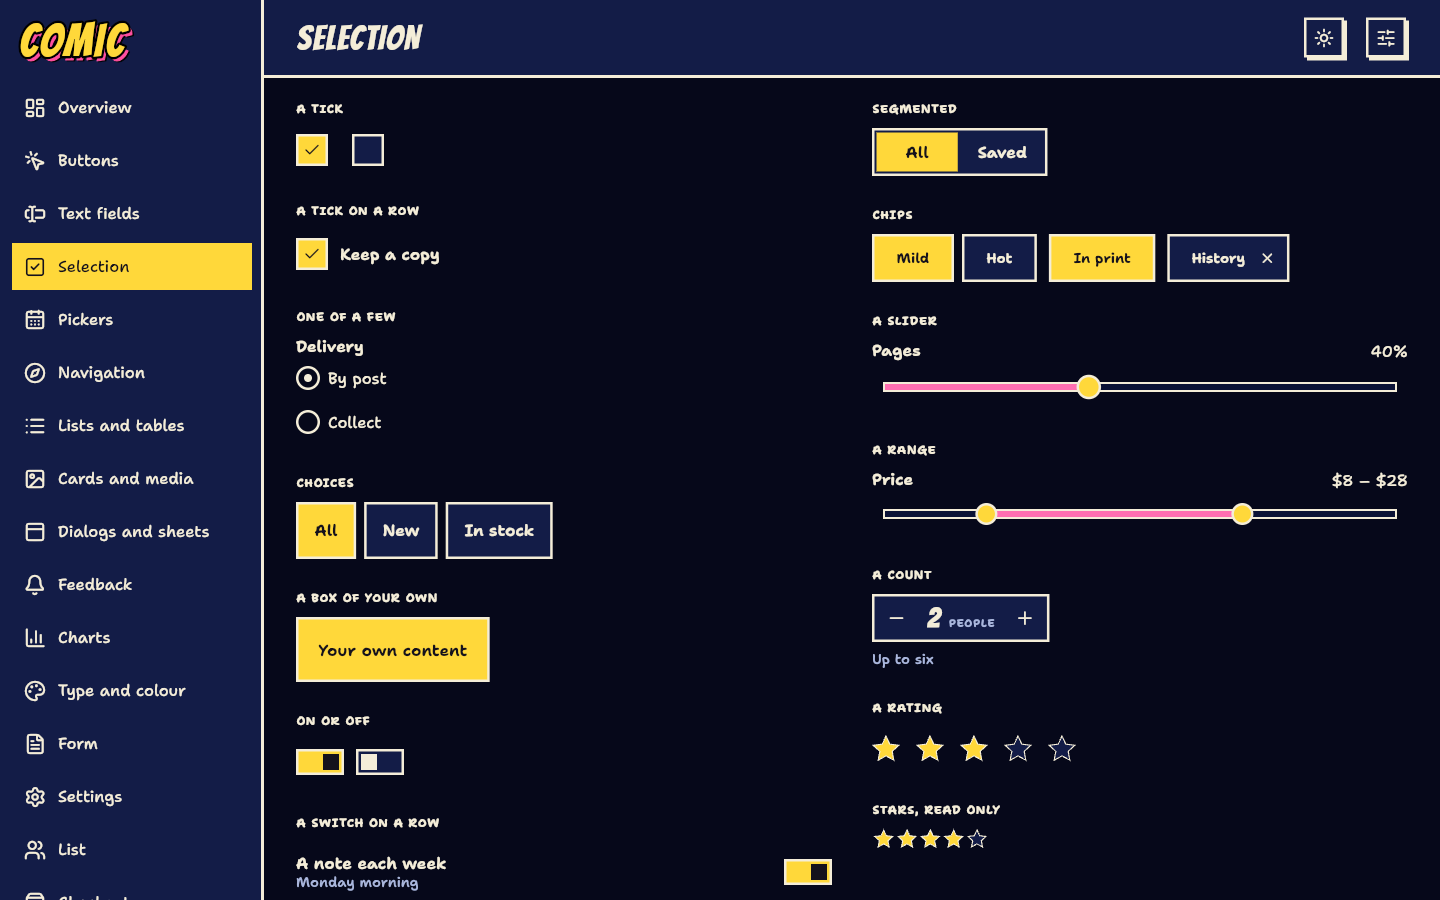 COMIC
Overview
Buttons
Text fields
Selection
Pickers
Navigation
Lists and tables
Cards and media
Dialogs and sheets
Feedback
Charts
Type and colour
Form
Settings
List
SELECTION
A TICK
A TICK ON A ROW
Keep a copy
ONE OF A FEW
Delivery
By post
Collect
CHOICES
All
New
In stock
A BOX OF YOUR OWN
Your own content
ON OR OFF
A SWITCH ON A ROW
A note each week
Monday morning
SEGMENTED
All
Saved
CHIPS
Mild
Hot
In print
History
A SLIDER
Pages
40%
A RANGE
Price
$8 – $28
A COUNT
2 PEOPLE
Up to six
A RATING
STARS, READ ONLY